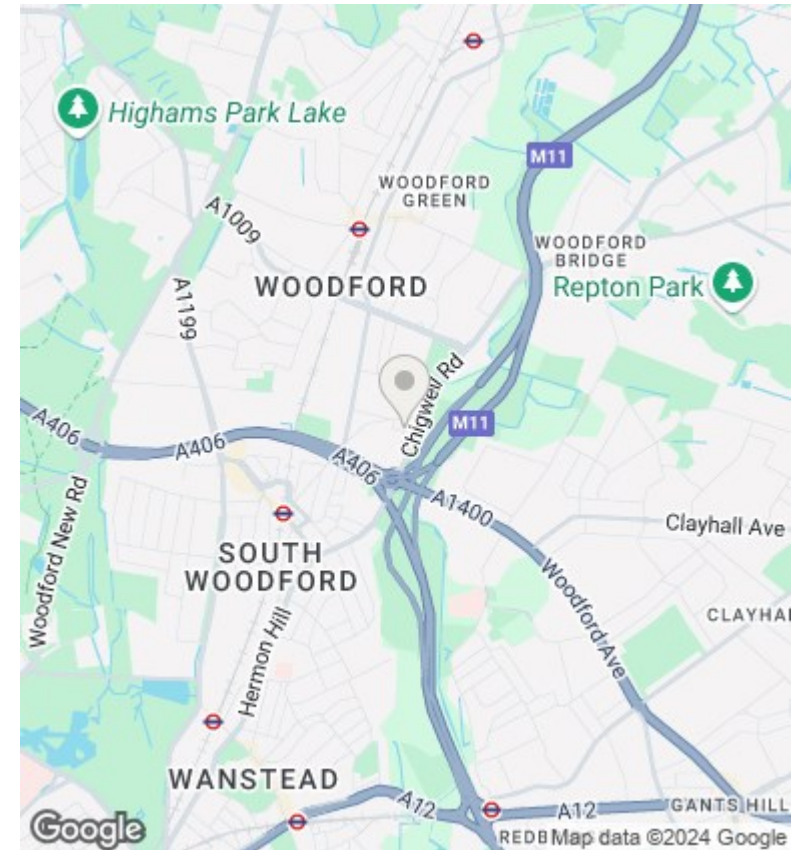 Highams Park Lake
M11
WOODFORD
GREEN
A1009
WOODFORD
BRIDGE
WOODFORD
Repton Park
A1199
Chigwell Rd
M11
A406
A406
A406
A1400
Woodford New Rd
Clayhall Ave
SOUTH
WOODFORD
Woodford Ave
CLAYHAL
Hermon Hill
WANSTEAD
A12
A12
GANTS HILL
Google
REDB
Map data ©2024 Google